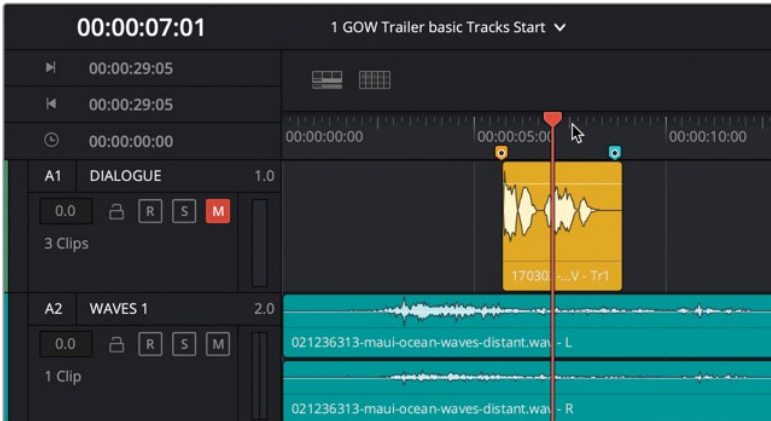 00:00:07:01
1 GOW Trailer basic Tracks Start
00:00:29:05
00:00:29:05
00:00:00:00
00:00:00:00
00:00:05:0
00:00:10:00
A1 DIALOGUE 1.0
0.0 R S M
3 Clips
17030 -...V - Tr1
A2 WAVES 1 2.0
0.0 R S M
1 Clip
021236313-maui-ocean-waves-distant.wav - L
021236313-maui-ocean-waves-distant.wav - R